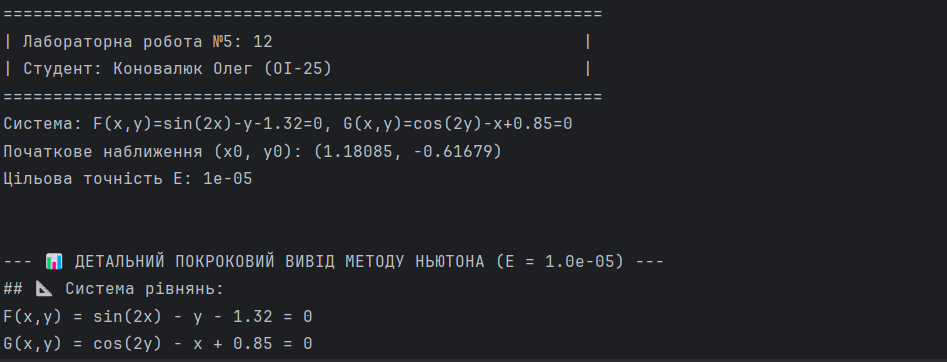 ============================================================
| Лабораторна робота №5: 12                               |
| Студент: Коновалюк Олег (ОІ-25)                         |
============================================================
Система: F(x,y)=sin(2x)-y-1.32=0, G(x,y)=cos(2y)-x+0.85=0
Початкове наближення (x0, y0): (1.18085, -0.61679)
Цільова точність E: 1e-05
--- 📊 ДЕТАЛЬНИЙ ПОКРОКОВИЙ ВИВІД МЕТОДУ НЬЮТОНА (E = 1.0e-05) ---
## 📐 Система рівнянь:
F(x,y) = sin(2x) - y - 1.32 = 0
G(x,y) = cos(2y) - x + 0.85 = 0